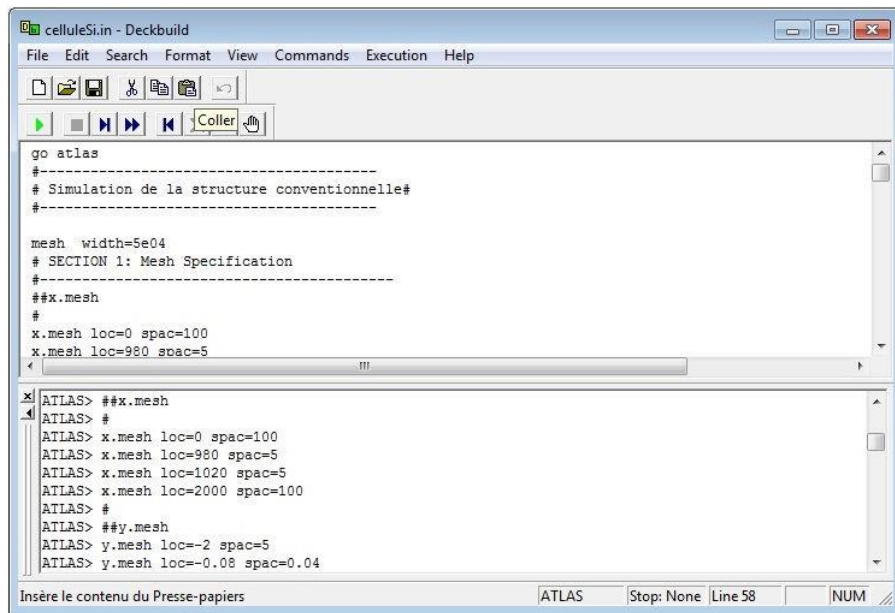 celluleSi.in - Deckbuild
File Edit Search Format View Commands Execution Help
Coller
go atlas
#----------------------------------------
# Simulation de la structure conventionnelle#
#----------------------------------------
mesh width=5e04
# SECTION 1: Mesh Specification
#------------------------------------------
##x.mesh
#
x.mesh loc=0 spac=100
x.mesh loc=980 spac=5
ATLAS> ##x.mesh
ATLAS> #
ATLAS> x.mesh loc=0 spac=100
ATLAS> x.mesh loc=980 spac=5
ATLAS> x.mesh loc=1020 spac=5
ATLAS> x.mesh loc=2000 spac=100
ATLAS> #
ATLAS> ##y.mesh
ATLAS> y.mesh loc=-2 spac=5
ATLAS> y.mesh loc=-0.08 spac=0.04
Insère le contenu du Presse-papiers ATLAS Stop: None Line 58 NUM